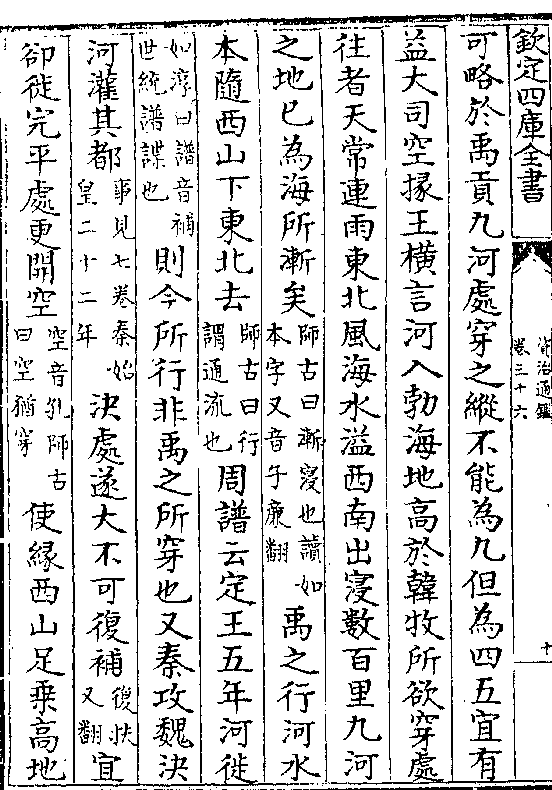 欽定四庫全書
資治通鑑
卷三十六
十
可略於禹貢九河處穿之縱不能為九但為四五宜有
益大司空掾王横言河入勃海地高於韓牧所欲穿處
往者天常連雨東北風海水溢西南出寖數百里九河
之地已為海所漸矣師古曰漸寖也讀如本字又音子廉翻禹之行河水
本隨西山下東北去師古曰行謂通流也周譜云定王五年河徙
如淳曰譜音補世統譜諜也則今所行非禹之所穿也又秦攻魏決
河灌其都事見七卷秦始皇二十二年決處遂大不可復補復扶又翻宜
卻徙完平處更開空空音孔師古曰空猶穿使緣西山足乘高地